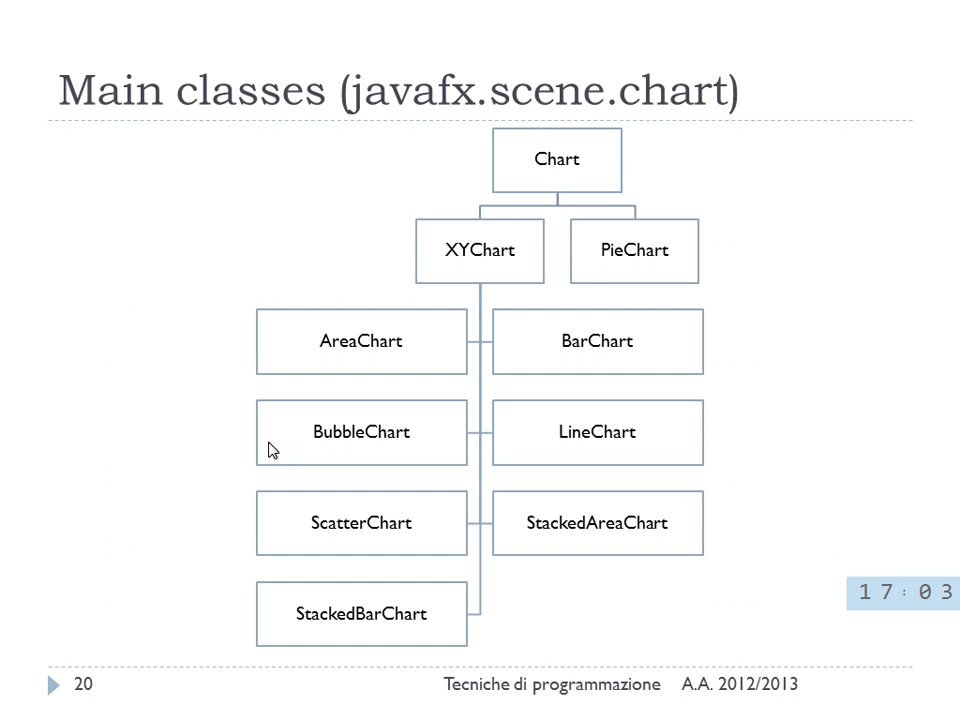 Main classes (javafx.scene.chart)
Chart
XYChart
PieChart
AreaChart
BarChart
BubbleChart
LineChart
ScatterChart
StackedAreaChart
StackedBarChart
17:03
20
Tecniche di programmazione
A.A. 2012/2013